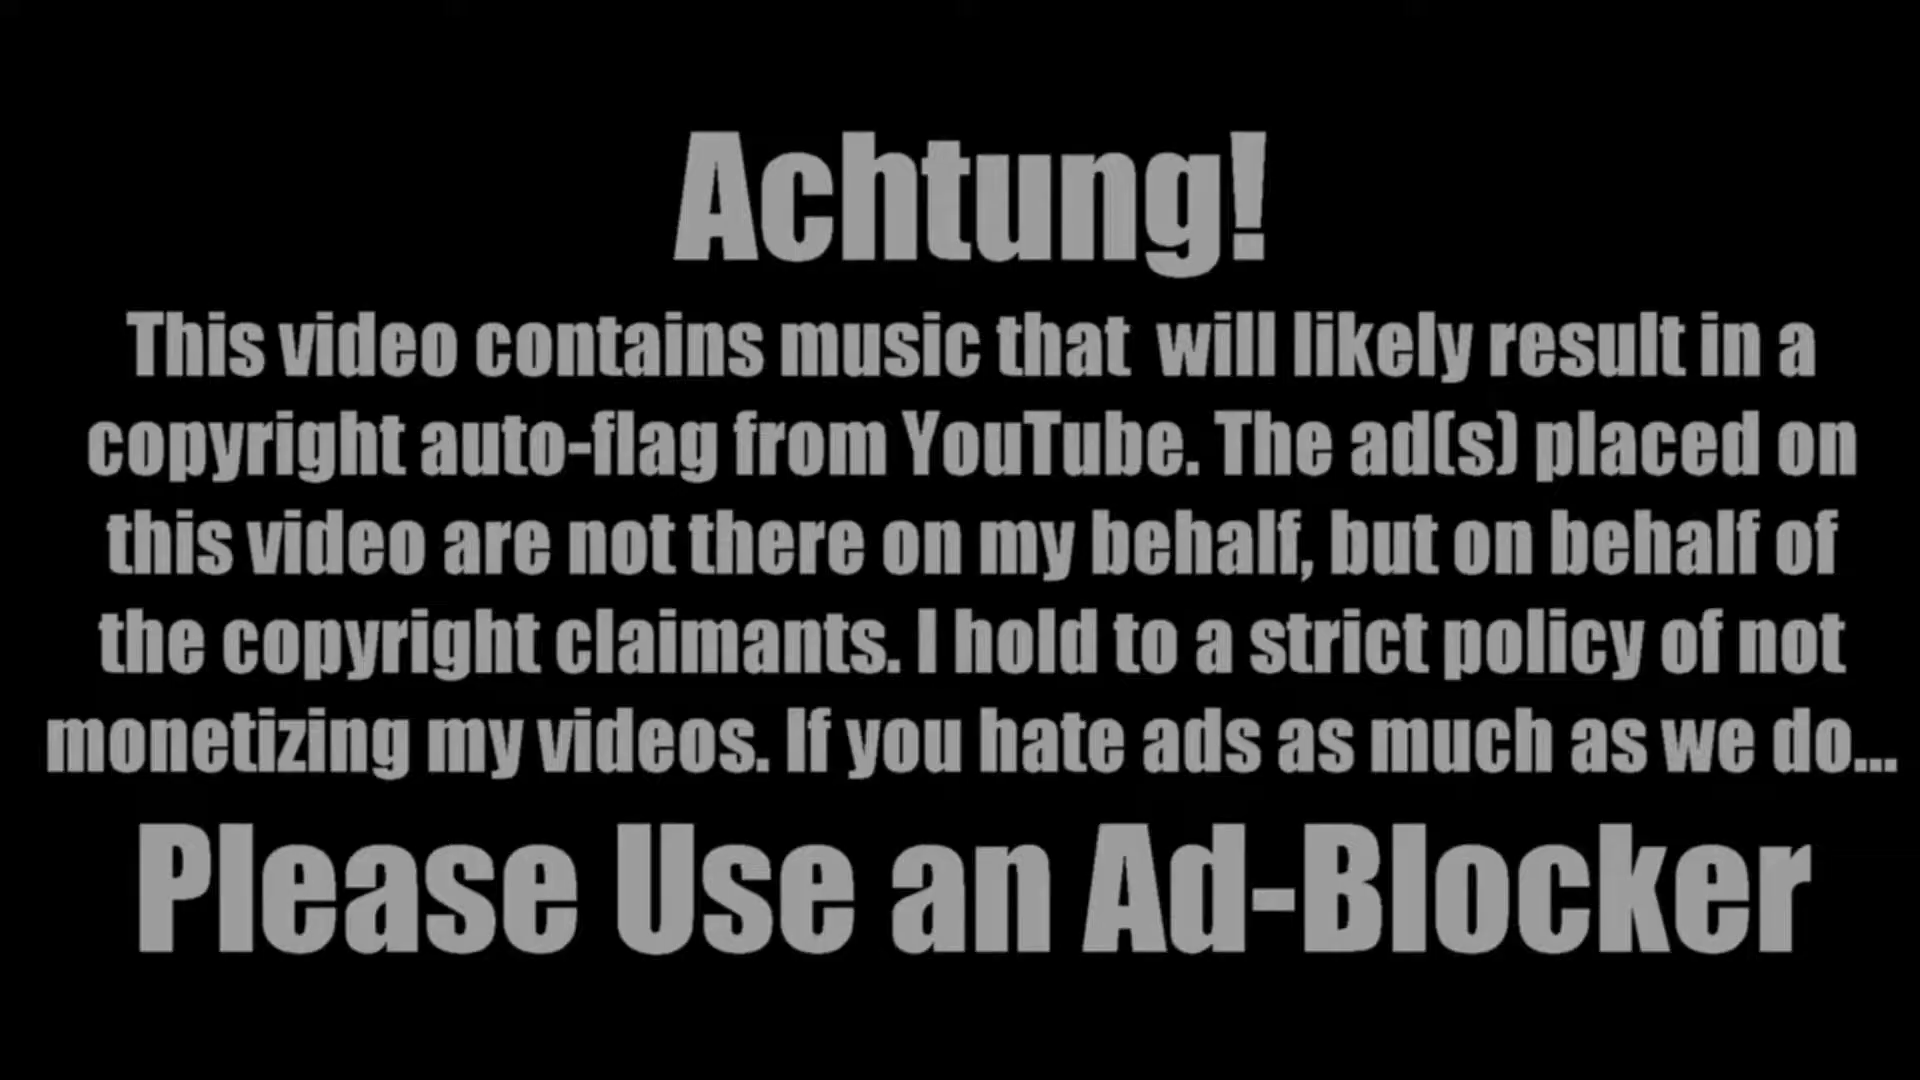 Achtung!
This video contains music that will likely result in a
copyright auto-flag from YouTube. The ad(s) placed on
this video are not there on my behalf, but on behalf of
the copyright claimants. I hold to a strict policy of not
monetizing my videos. If you hate ads as much as we do...
Please Use an Ad-Blocker